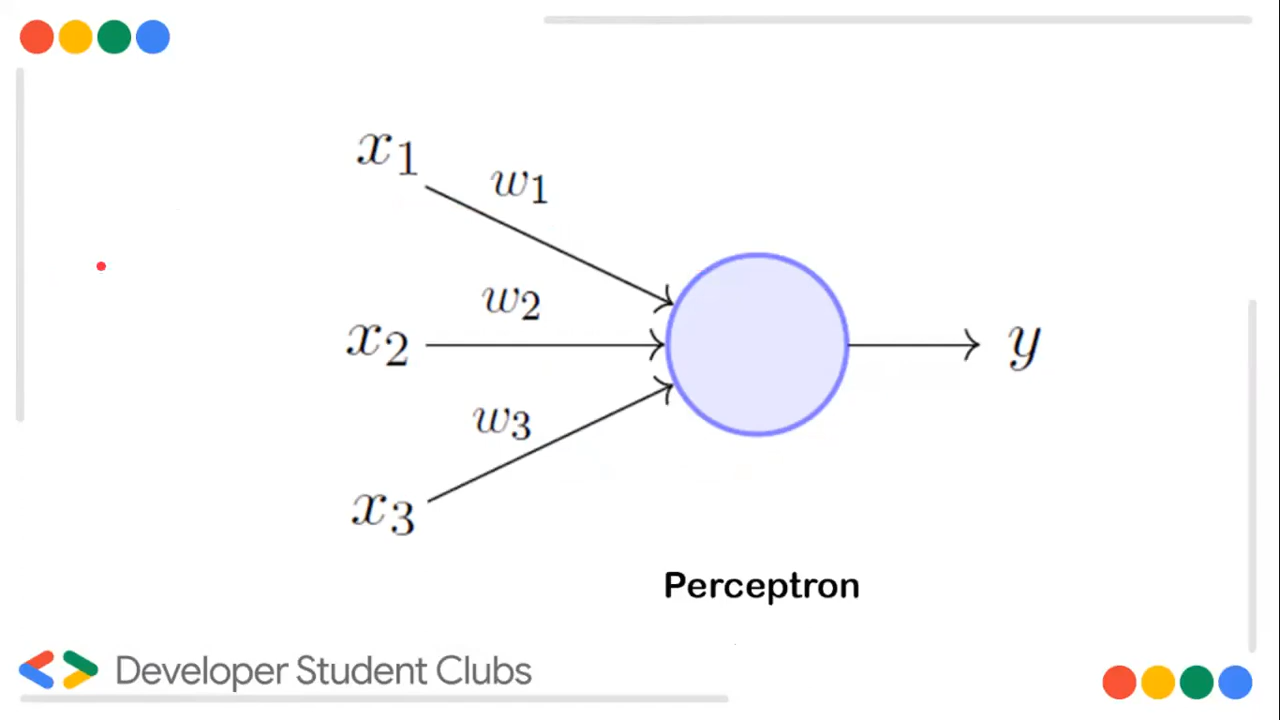 x₁
w₁
w₂
x₂
y
w₃
x₃
Perceptron
Developer Student Clubs